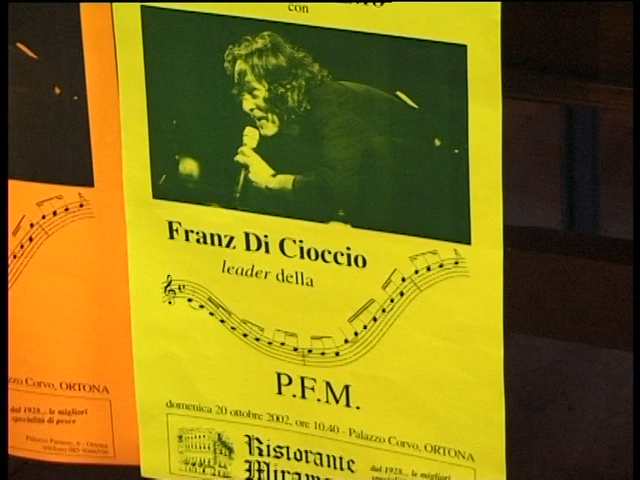 con
Franz Di Cioccio
leader della
P.F.M.
domenica 20 ottobre 2002, ore 10.40 - Palazzo Corvo, ORTONA
Ristorante
dal 1928... le migliori
zzo Corvo, ORTONA
dal 1928... le migliori
specialità di pesce